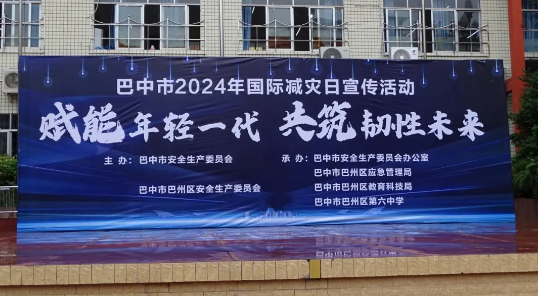 巴中市2024年国际减灾日宣传活动
赋能年轻一代 共筑韧性未来
主 办：巴中市安全生产委员会
巴中市巴州区安全生产委员会
承 办：巴中市安全生产委员会办公室
巴中市巴州区应急管理局
巴中市巴州区教育科技局
巴中市巴州区第六中学